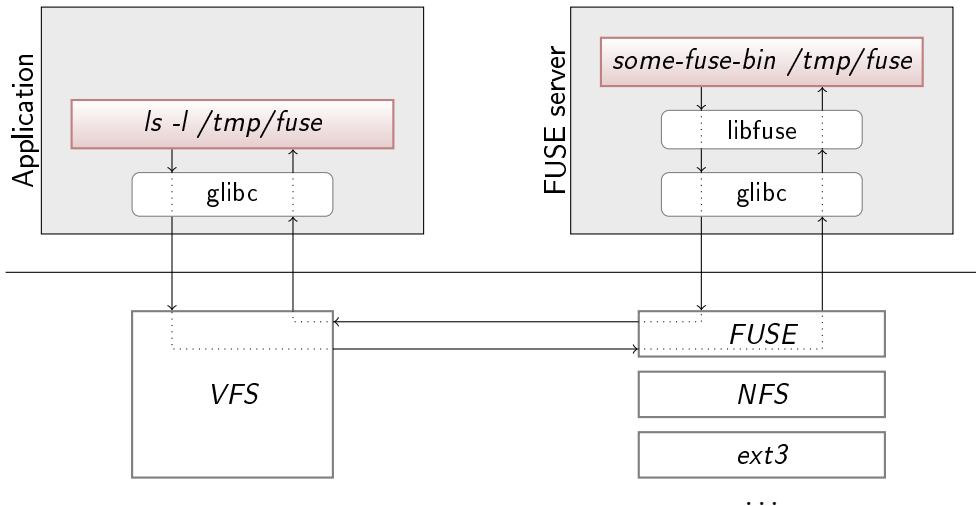 Application
ls -l /tmp/fuse
glibc
FUSE server
some-fuse-bin /tmp/fuse
libfuse
glibc
VFS
FUSE
NFS
ext3
. . .